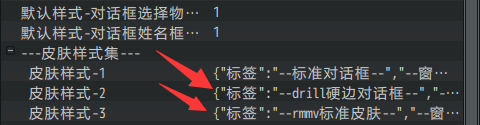 默认样式-对话框选择物… 1
默认样式-对话框姓名框… 1
---皮肤样式集---
皮肤样式-1 {"标签":"--标准对话框--","--窗…
皮肤样式-2 {"标签":"--drill硬边对话框--","-…
皮肤样式-3 {"标签":"--rmmv标准皮肤--","--窗…